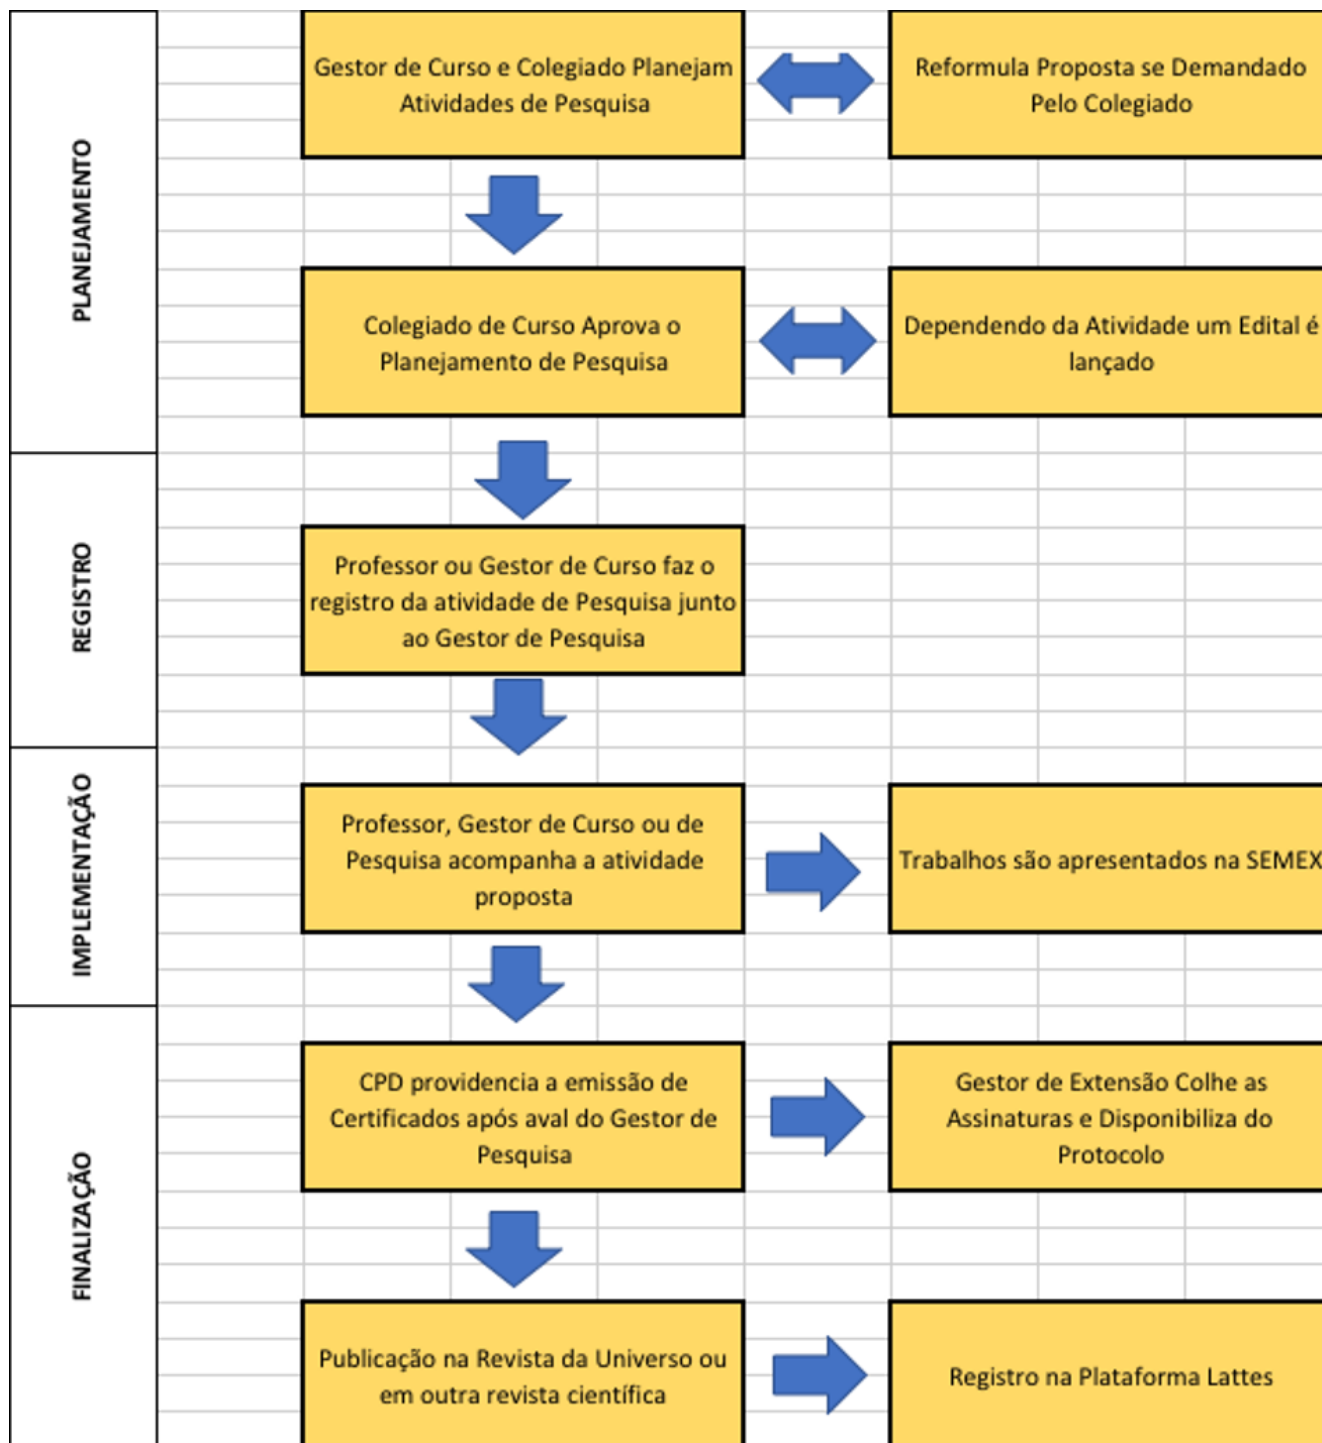 PLANEJAMENTO
Gestor de Curso e Colegiado Planejam
Atividades de Pesquisa
Reformula Proposta se Demandado
Pelo Colegiado
Colegiado de Curso Aprova o
Planejamento de Pesquisa
Dependendo da Atividade um Edital é
lançado
REGISTRO
Professor ou Gestor de Curso faz o
registro da atividade de Pesquisa junto
ao Gestor de Pesquisa
IMPLEMENTAÇÃO
Professor, Gestor de Curso ou de
Pesquisa acompanha a atividade
proposta
Trabalhos são apresentados na SEMEX
FINALIZAÇÃO
CPD providencia a emissão de
Certificados após aval do Gestor de
Pesquisa
Gestor de Extensão Colhe as
Assinaturas e Disponibiliza do
Protocolo
Publicação na Revista da Universo ou
em outra revista científica
Registro na Plataforma Lattes